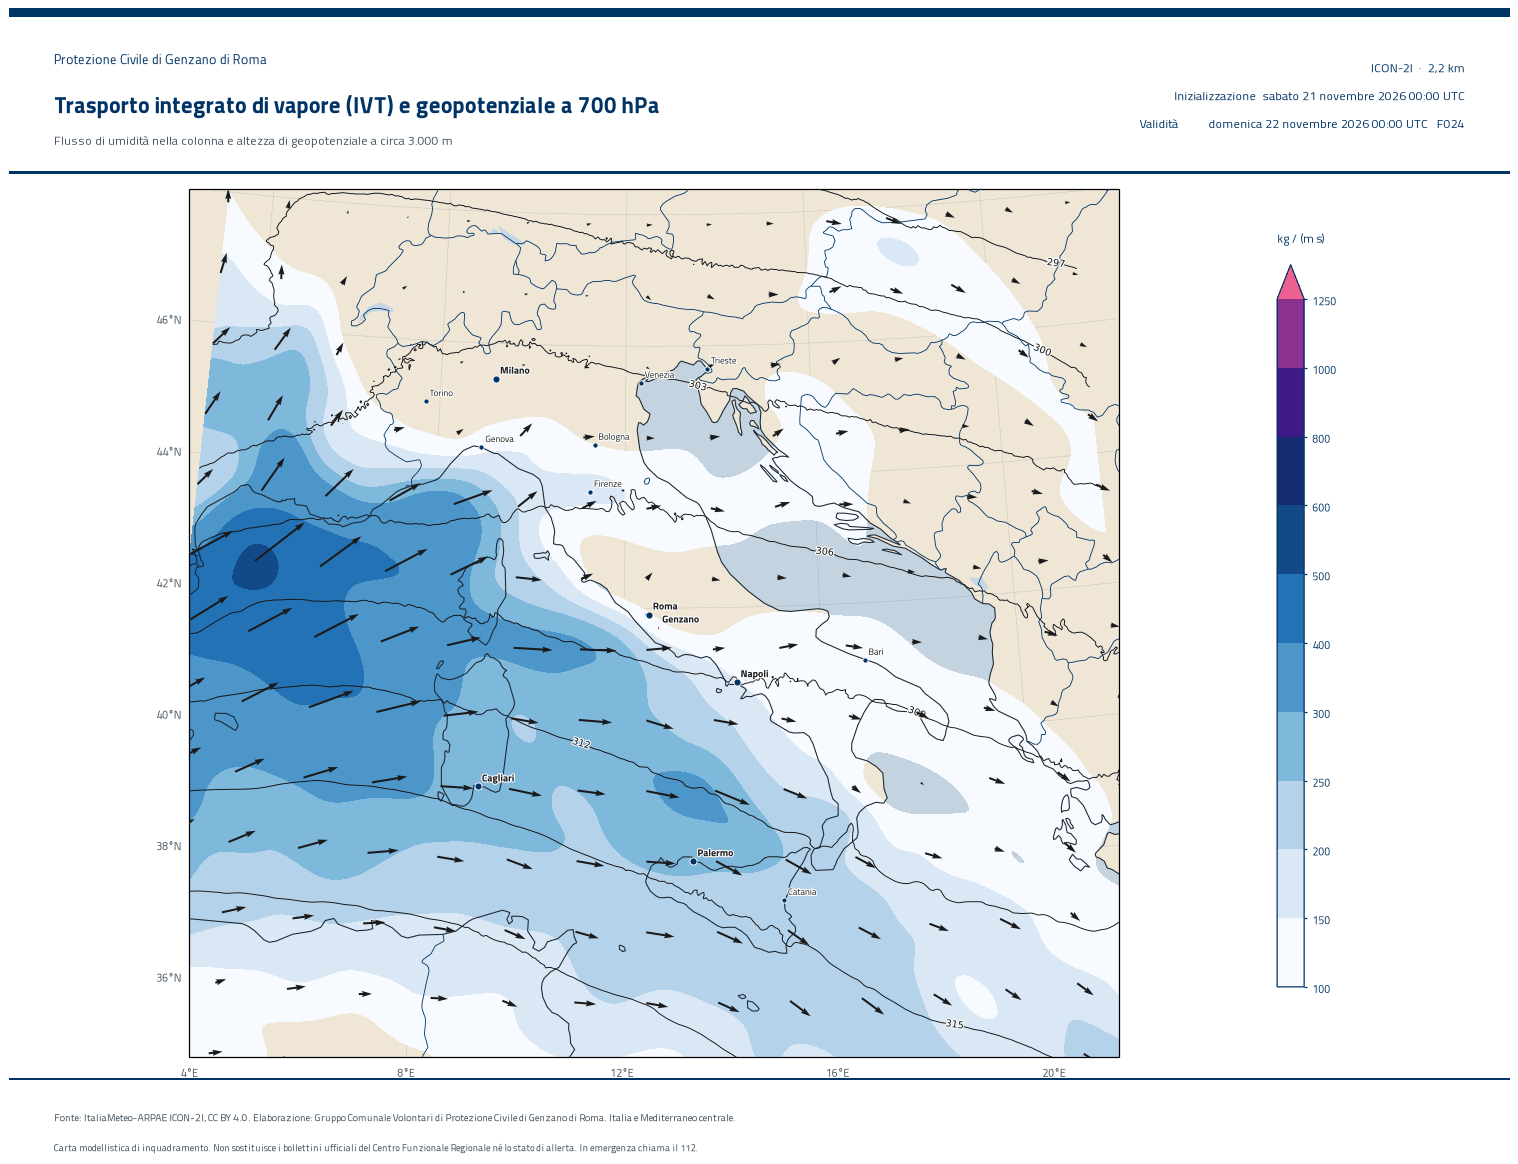 Protezione Civile di Genzano di Roma
Trasporto integrato di vapore (IVT) e geopotenziale a 700 hPa
Flusso di umidità nella colonna e altezza di geopotenziale a circa 3.000 m
ICON-2I · 2,2 km
Inizializzazione sabato 21 novembre 2026 00:00 UTC
Validità domenica 22 novembre 2026 00:00 UTC F024
kg / (m s)
1250
1000
800
600
500
400
300
250
200
150
100
46°N
44°N
42°N
40°N
38°N
36°N
4°E
8°E
12°E
16°E
20°E
297
300
303
306
309
312
315
Trieste
Venezia
Milano
Torino
Genova
Bologna
Firenze
Roma
Genzano
Bari
Napoli
Cagliari
Palermo
Catania
Fonte: ItaliaMeteo-ARPAE ICON-2I, CC BY 4.0. Elaborazione: Gruppo Comunale Volontari di Protezione Civile di Genzano di Roma. Italia e Mediterraneo centrale.
Carta modellistica di inquadramento. Non sostituisce i bollettini ufficiali del Centro Funzionale Regionale né lo stato di allerta. In emergenza chiama il 112.